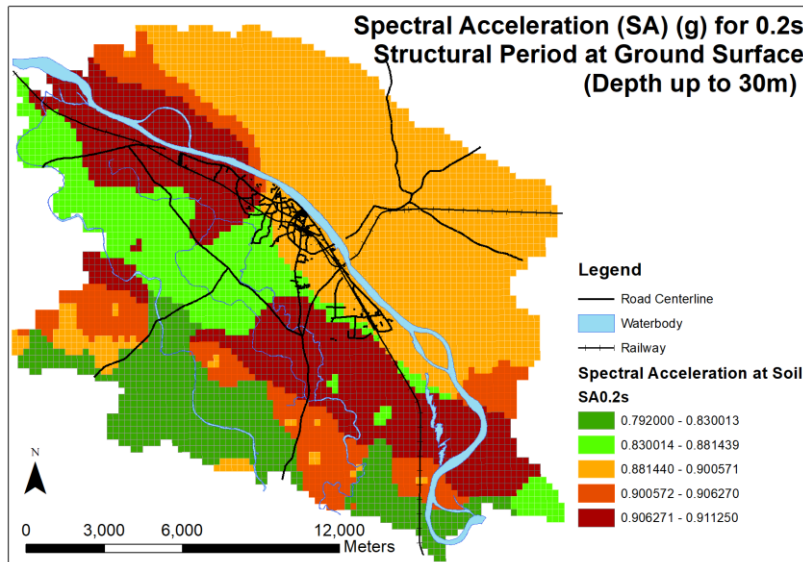 Spectral Acceleration (SA) (g) for 0.2s
Structural Period at Ground Surface
(Depth up to 30m)
Legend
Road Centerline
Waterbody
Railway
Spectral Acceleration at Soil
SA0.2s
0.792000 - 0.830013
0.830014 - 0.881439
0.881440 - 0.900571
0.900572 - 0.906270
0.906271 - 0.911250
N
0 3,000 6,000 12,000
Meters